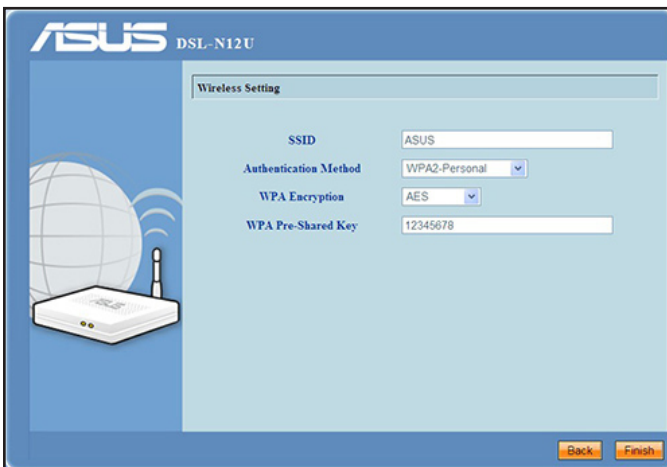 ASUS DSL-N12U
Wireless Setting
SSID ASUS
Authentication Method WPA2-Personal
WPA Encryption AES
WPA Pre-Shared Key 12345678
ASUS
Back Finish